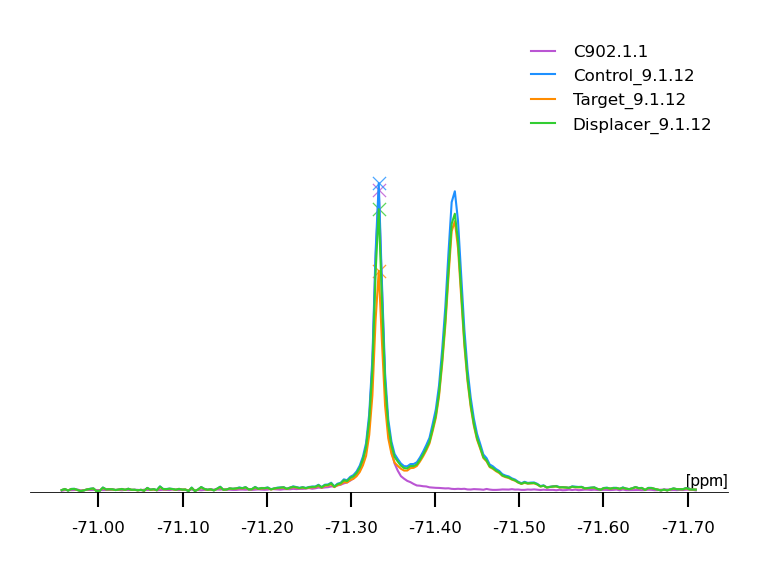 C902.1.1
Control_9.1.12
Target_9.1.12
Displacer_9.1.12
[ppm]
-71.00 -71.10 -71.20 -71.30 -71.40 -71.50 -71.60 -71.70